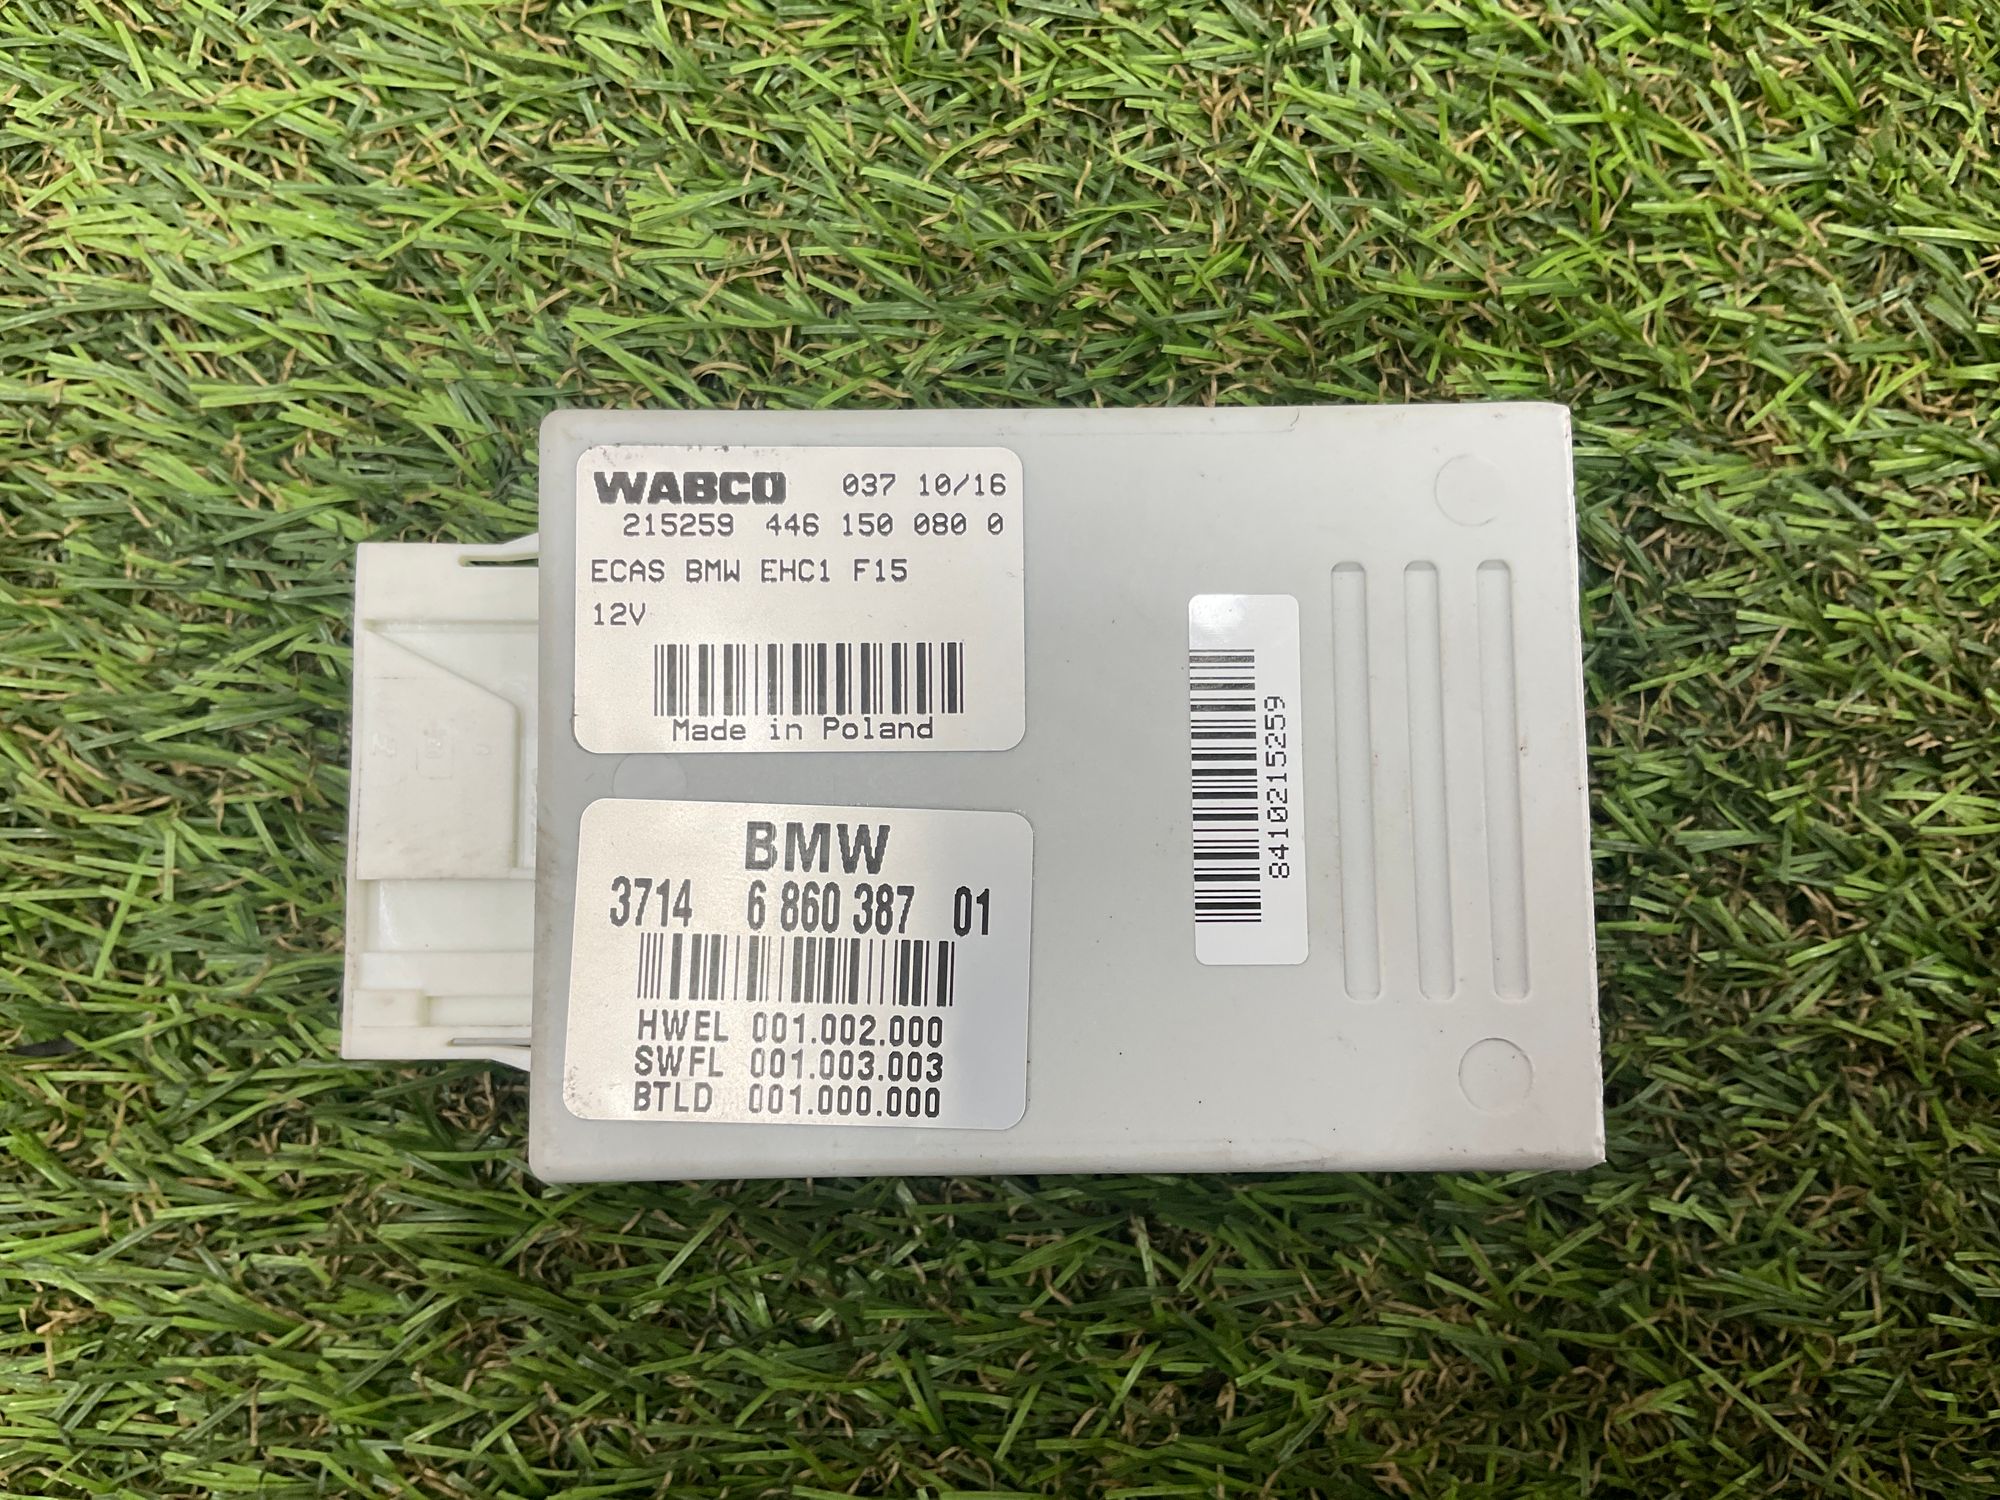 WABCO 037 10/16
215259 446 150 080 0
ECAS BMW EHC1 F15
12V
Made in Poland
BMW
3714 6 860 387 01
HWEL 001.002.000
SWFL 001.003.003
BTLD 001.000.000
84100215259